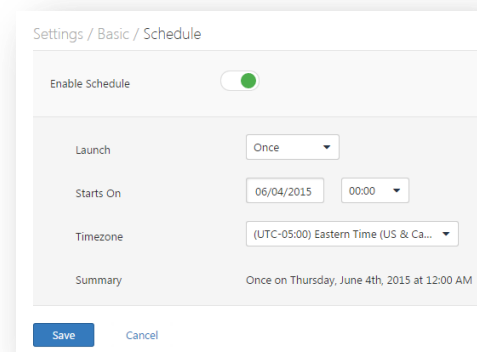 Settings / Basic / Schedule
Enable Schedule
Launch Once
Starts On 06/04/2015 00:00
Timezone (UTC-05:00) Eastern Time (US & Ca...
Summary Once on Thursday, June 4th, 2015 at 12:00 AM
Save Cancel